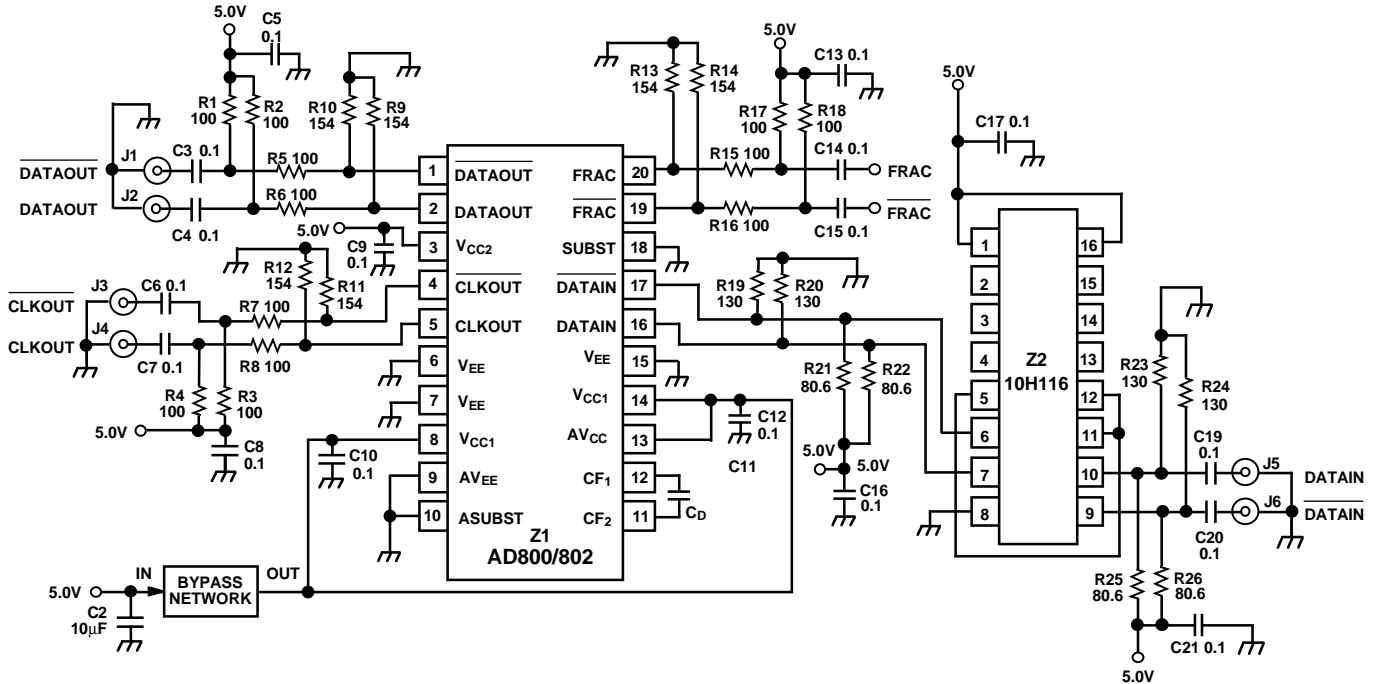 5.0V
C5
0.1
R1
100
R2
100
R10
154
R9
154
J1
C3 0.1
R5 100
DATAOUT
J2
R6 100
DATAOUT
C4 0.1
5.0V
C9
0.1
R12
154
R11
154
J3
C6 0.1
CLKOUT
R7 100
J4
CLKOUT
C7 0.1
R8 100
R4
100
R3
100
5.0V
C8
0.1
C10
0.1
5.0V
IN
BYPASS
NETWORK
OUT
C2
10µF
1 DATAOUT FRAC 20
2 DATAOUT FRAC 19
3 VCC2 SUBST 18
4 CLKOUT DATAIN 17
5 CLKOUT DATAIN 16
6 VEE VEE 15
7 VEE VCC1 14
8 VCC1 AVCC 13
9 AVEE CF1 12
10 ASUBST CF2 11
Z1
AD800/802
R13
154
R14
154
5.0V
C13 0.1
R17
100
R18
100
R15 100
C14 0.1
FRAC
R16 100
C15 0.1
FRAC
R19
130
R20
130
R21
80.6
R22
80.6
C12
0.1
C11
CD
5.0V
5.0V
C16
0.1
5.0V
C17 0.1
1 16
2 15
3 14
4 13
5 12
6 11
7 10
8 9
Z2
10H116
R23
130
R24
130
C19
0.1
J5
DATAIN
J6
DATAIN
C20
0.1
R25
80.6
R26
80.6
C21 0.1
5.0V